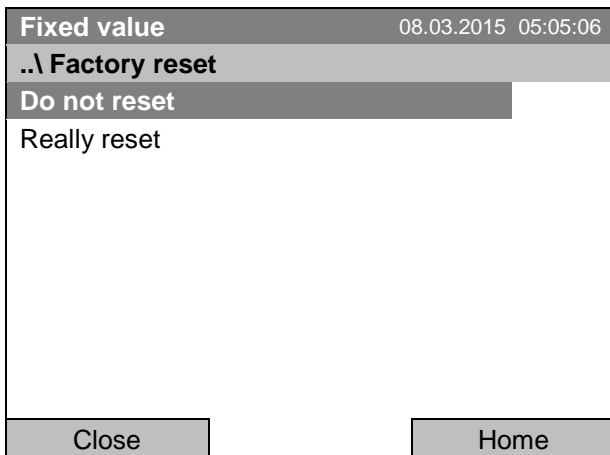 Fixed value 08.03.2015 05:05:06
..\ Factory reset
Do not reset
Really reset
Close Home